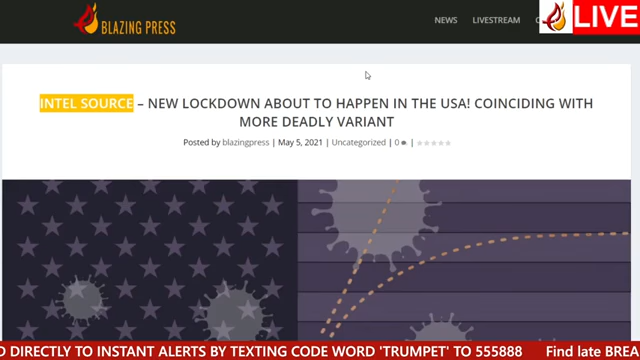 BLAZING PRESS
NEWS LIVESTREAM
LIVE
INTEL SOURCE – NEW LOCKDOWN ABOUT TO HAPPEN IN THE USA! COINCIDING WITH
MORE DEADLY VARIANT
Posted by blazingpress | May 5, 2021 | Uncategorized | 0 |
D DIRECTLY TO INSTANT ALERTS BY TEXTING CODE WORD 'TRUMPET' TO 555888 Find late BREA